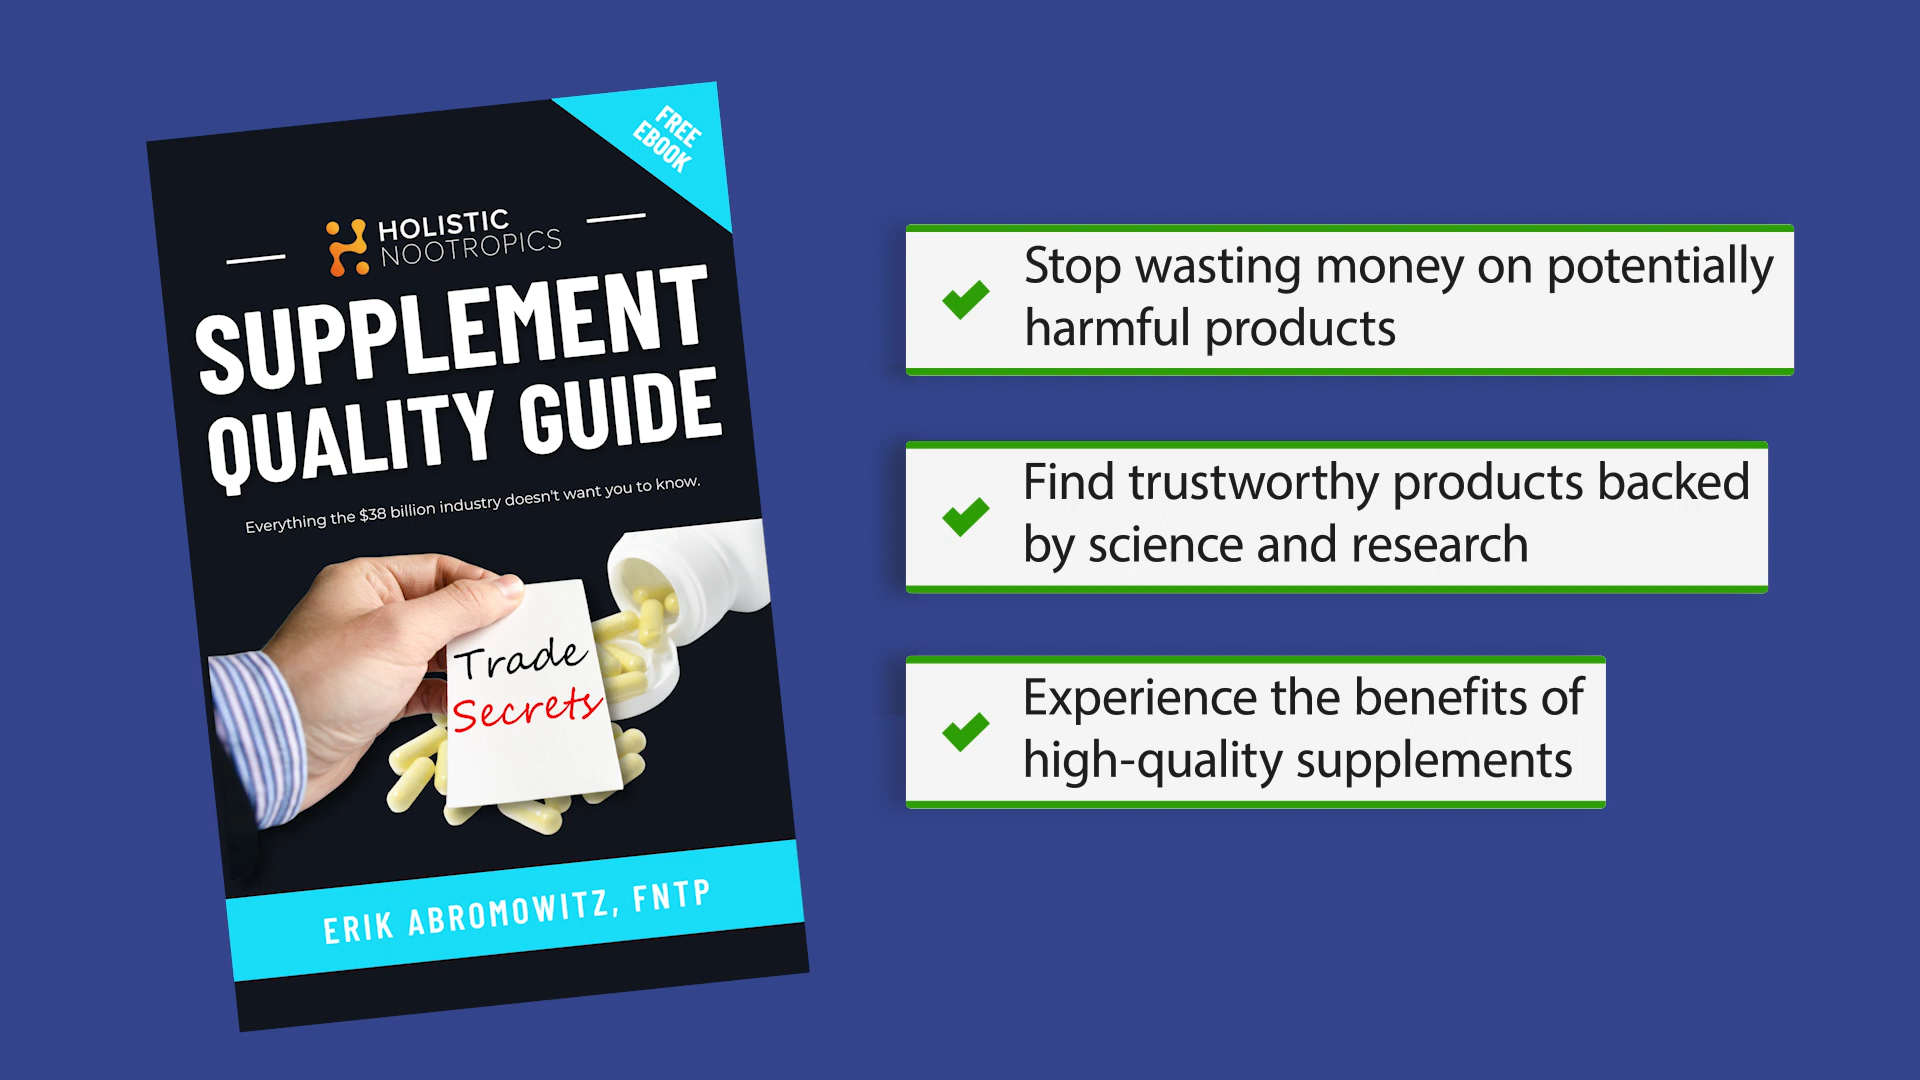 FREE
EBOOK
HOLISTIC
NOOTROPICS
SUPPLEMENT
QUALITY GUIDE
Everything the $38 billion industry doesn't want you to know.
Trade
Secrets
ERIK ABROMOWITZ, FNTP
Stop wasting money on potentially
harmful products
Find trustworthy products backed
by science and research
Experience the benefits of
high-quality supplements